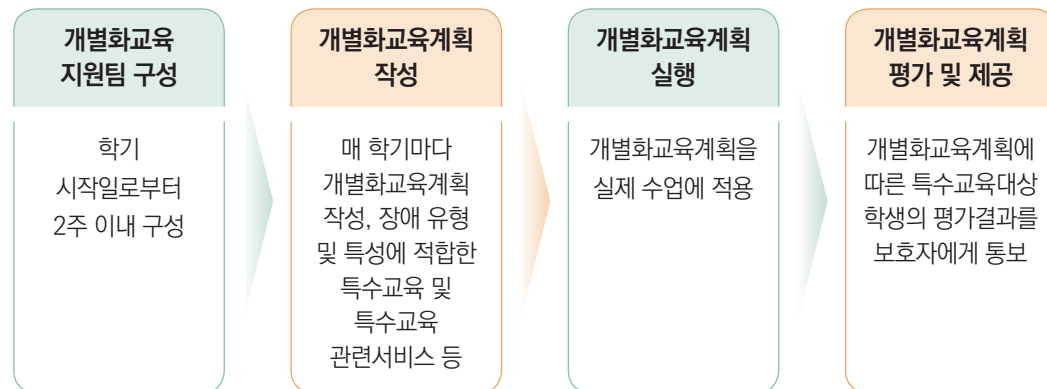 개별화교육
지원팀 구성
학기
시작일로부터
2주 이내 구성
개별화교육계획
작성
매 학기마다
개별화교육계획
작성, 장애 유형
및 특성에 적합한
특수교육 및
특수교육
관련서비스 등
개별화교육계획
실행
개별화교육계획을
실제 수업에 적용
개별화교육계획
평가 및 제공
개별화교육계획에
따른 특수교육대상
학생의 평가결과를
보호자에게 통보